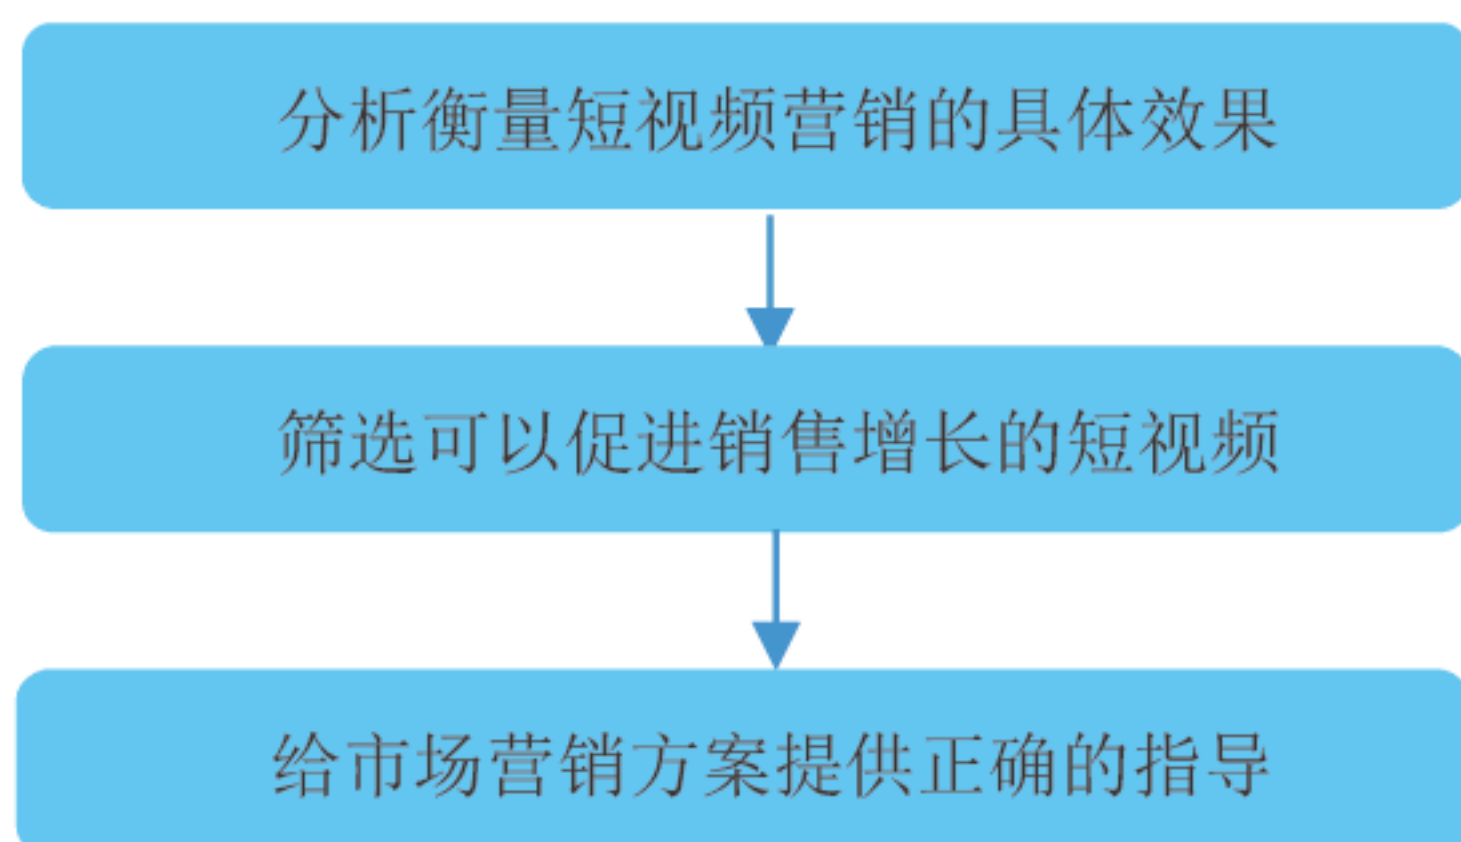 分析衡量短视频营销的具体效果
筛选可以促进销售增长的短视频
给市场营销方案提供正确的指导